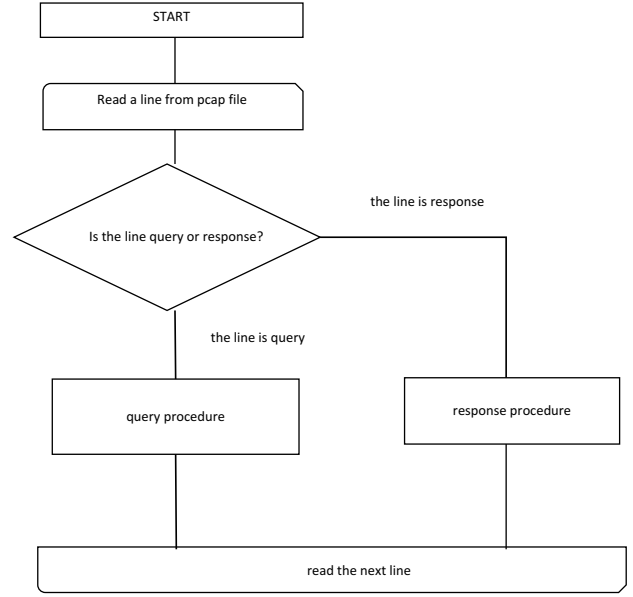 START
Read a line from pcap file
the line is response
Is the line query or response?
the line is query
query procedure
response procedure
read the next line